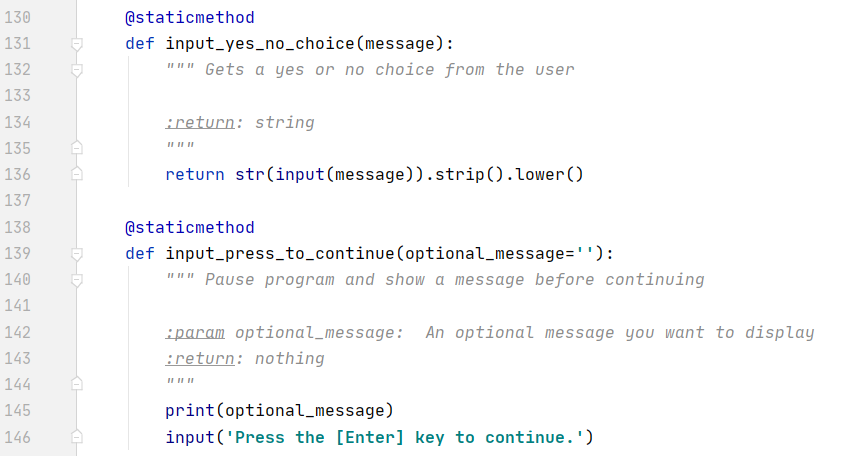 130 @staticmethod
131 def input_yes_no_choice(message):
132 """ Gets a yes or no choice from the user
133
134 :return: string
135 """
136 return str(input(message)).strip().lower()
137
138 @staticmethod
139 def input_press_to_continue(optional_message=''):
140 """ Pause program and show a message before continuing
141
142 :param optional_message:  An optional message you want to display
143 :return: nothing
144 """
145 print(optional_message)
146 input('Press the [Enter] key to continue.')